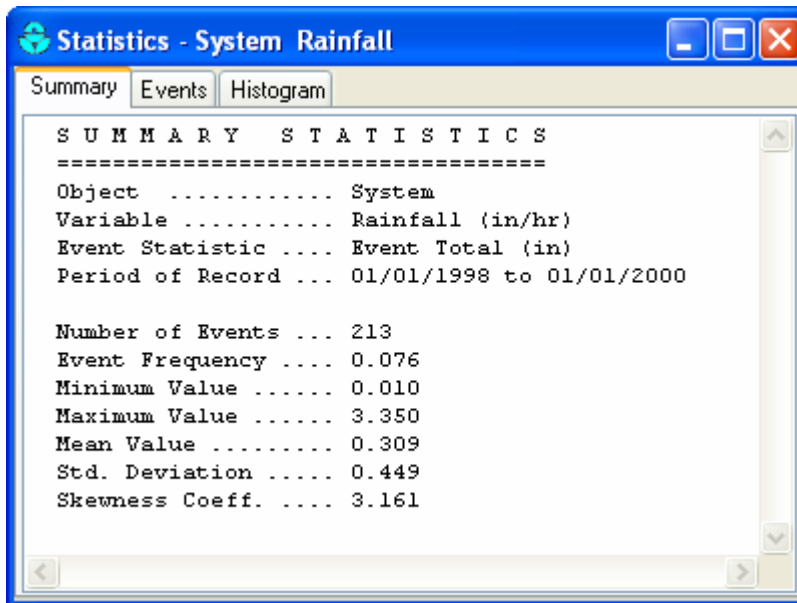 Statistics - System Rainfall
Summary Events Histogram
S U M M A R Y   S T A T I S T I C S
===================================
Object ............ System
Variable ........... Rainfall (in/hr)
Event Statistic .... Event Total (in)
Period of Record ... 01/01/1998 to 01/01/2000
Number of Events ... 213
Event Frequency .... 0.076
Minimum Value ...... 0.010
Maximum Value ...... 3.350
Mean Value ......... 0.309
Std. Deviation ..... 0.449
Skewness Coeff. .... 3.161